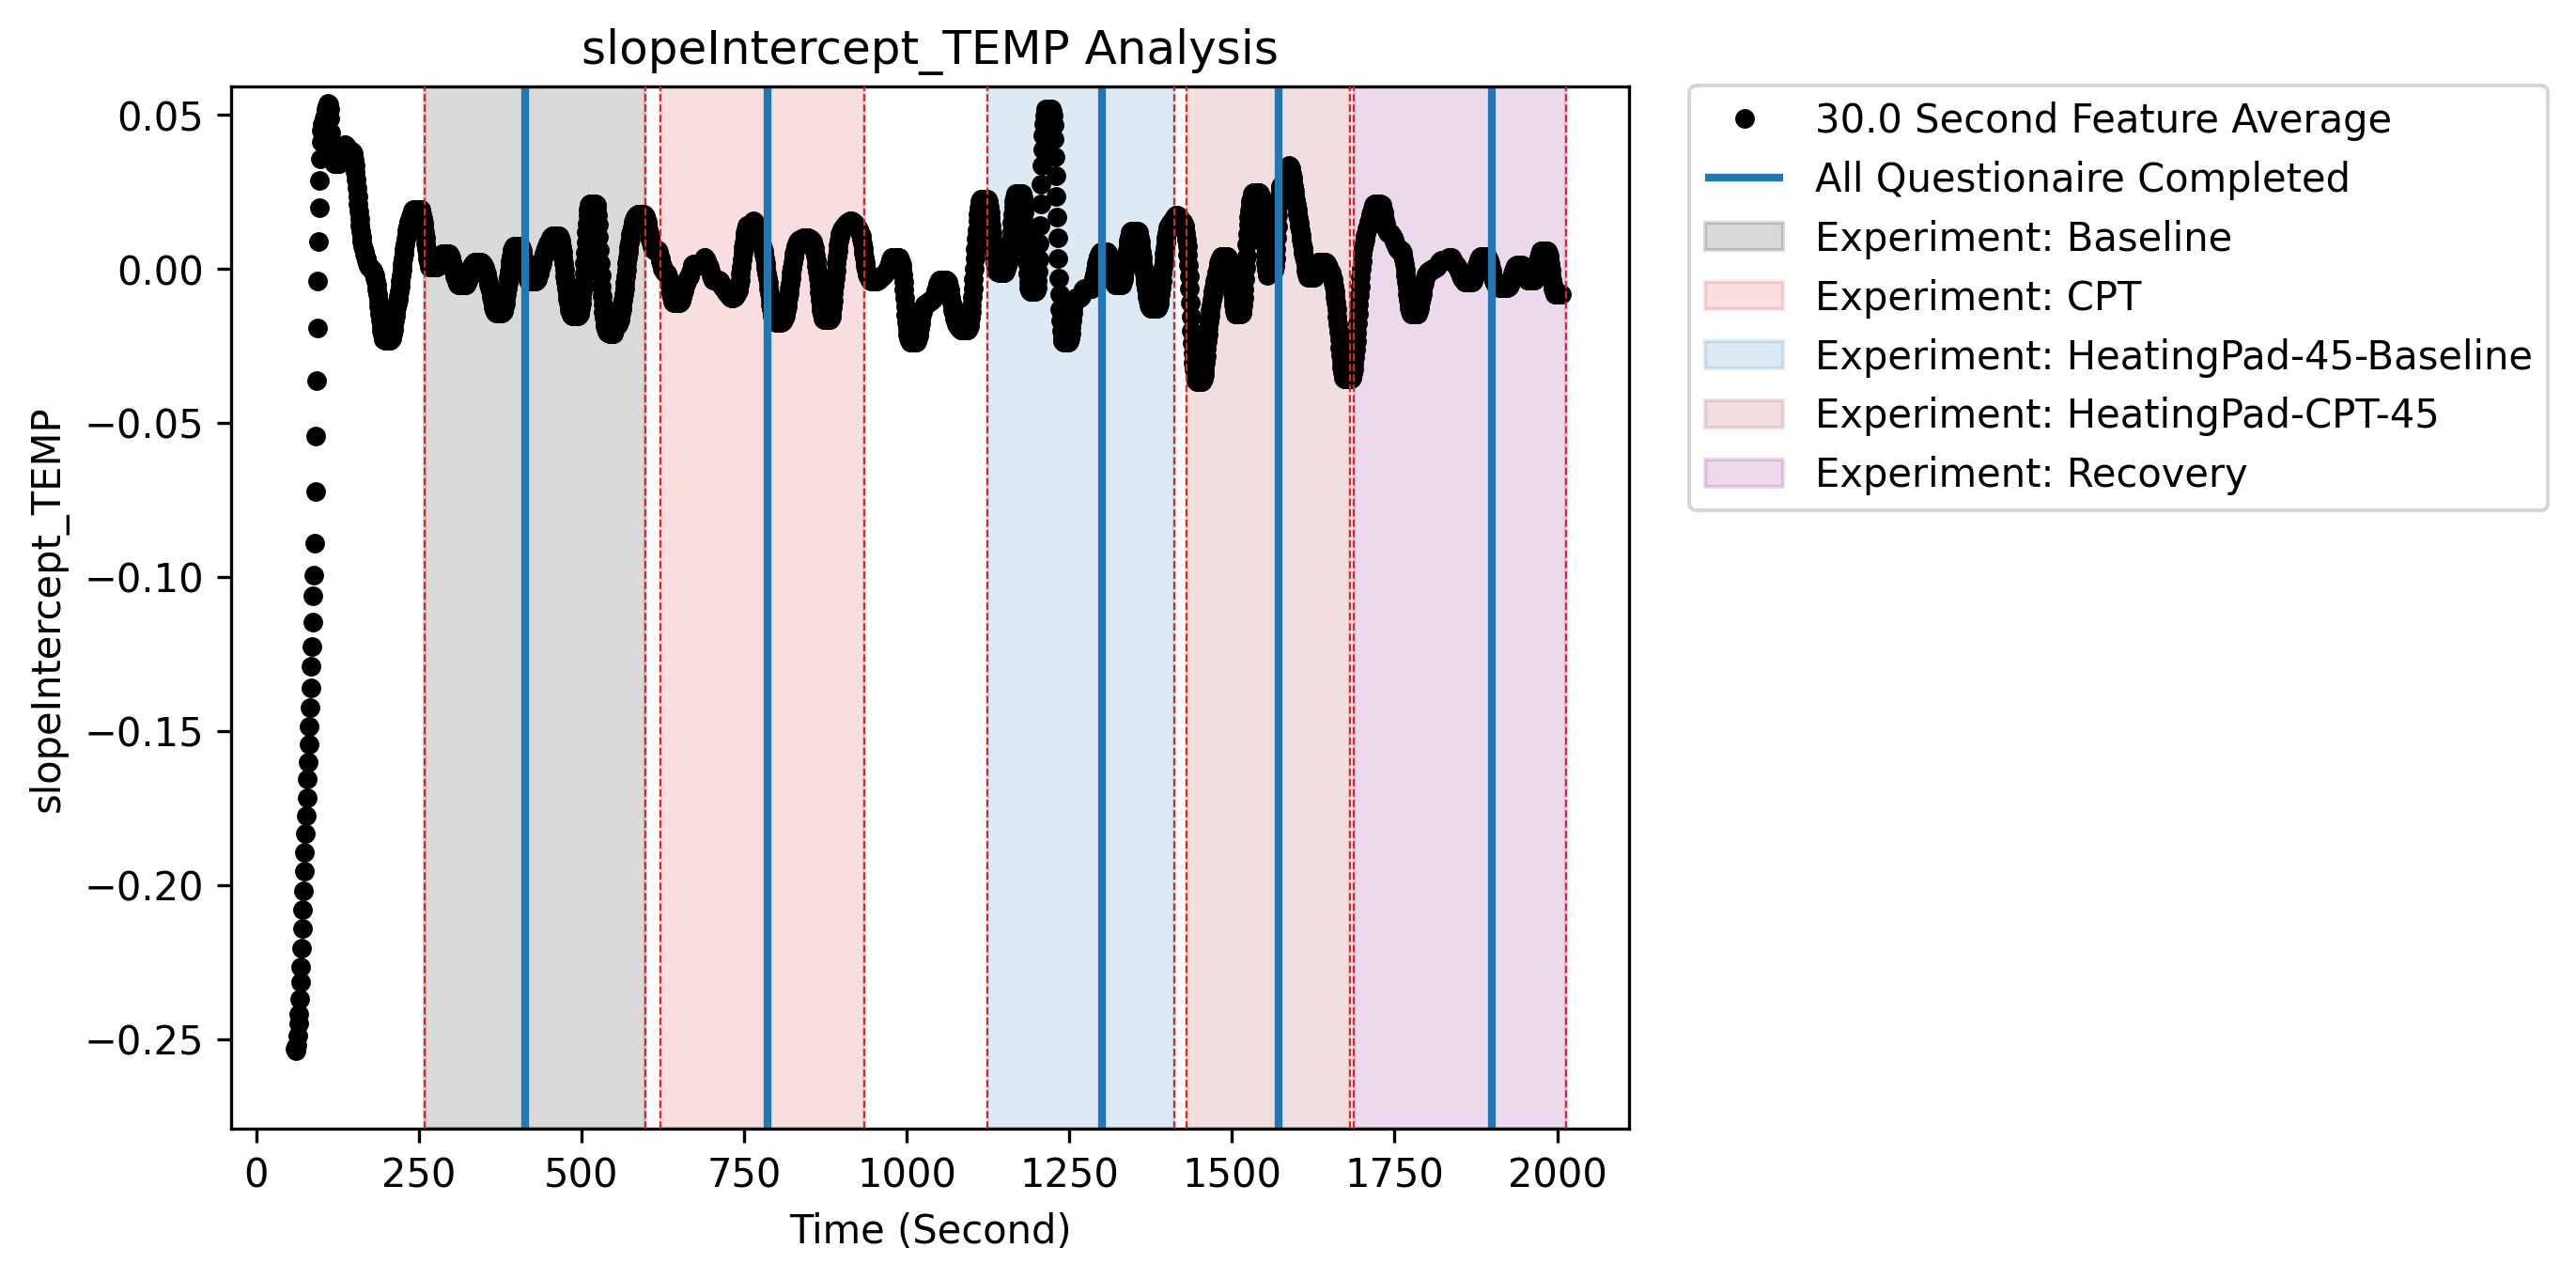 slopeIntercept_TEMP Analysis
slopeIntercept_TEMP
0.05
0.00
−0.05
−0.10
−0.15
−0.20
−0.25
0 250 500 750 1000 1250 1500 1750 2000
Time (Second)
30.0 Second Feature Average
All Questionaire Completed
Experiment: Baseline
Experiment: CPT
Experiment: HeatingPad-45-Baseline
Experiment: HeatingPad-CPT-45
Experiment: Recovery